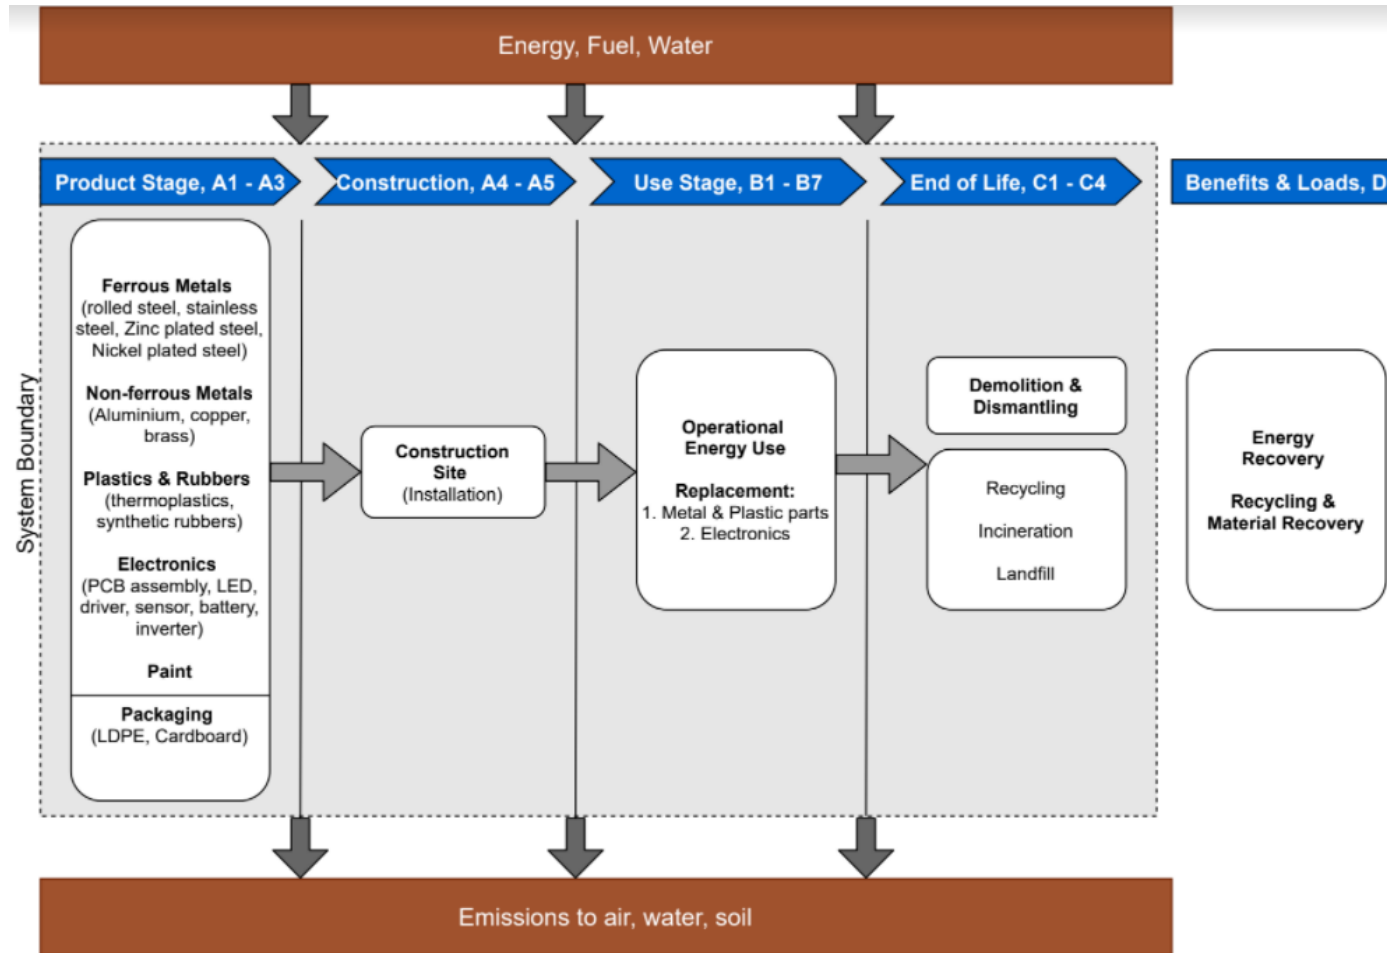 Energy, Fuel, Water
Product Stage, A1 - A3
Construction, A4 - A5
Use Stage, B1 - B7
End of Life, C1 - C4
Benefits & Loads, D
System Boundary
Ferrous Metals
(rolled steel, stainless
steel, Zinc plated steel,
Nickel plated steel)
Non-ferrous Metals
(Aluminium, copper,
brass)
Plastics & Rubbers
(thermoplastics,
synthetic rubbers)
Electronics
(PCB assembly, LED,
driver, sensor, battery,
inverter)
Paint
Packaging
(LDPE, Cardboard)
Construction
Site
(Installation)
Operational
Energy Use
Replacement:
1. Metal & Plastic parts
2. Electronics
Demolition &
Dismantling
Recycling
Incineration
Landfill
Energy
Recovery
Recycling &
Material Recovery
Emissions to air, water, soil